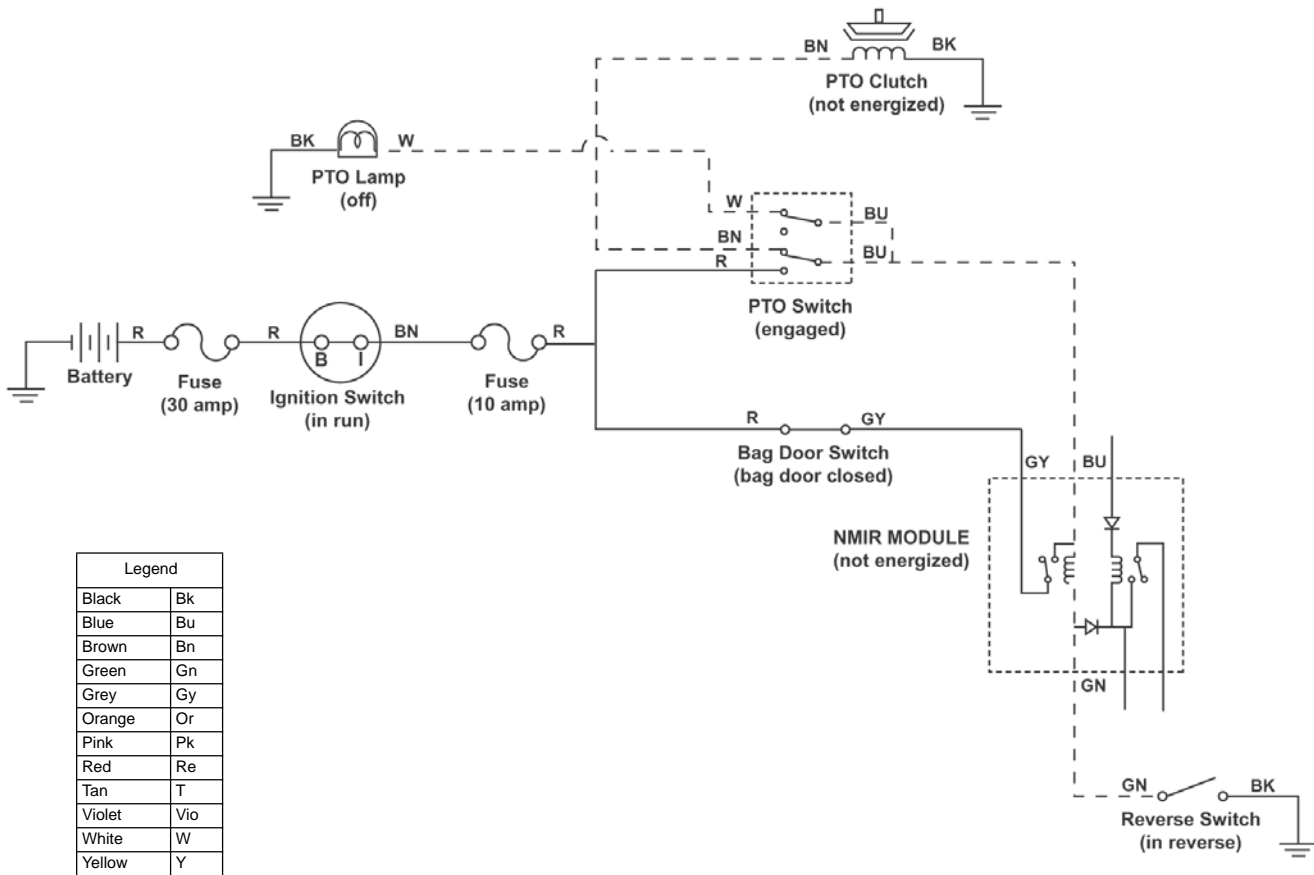 BN
BK
PTO Clutch
(not energized)
BK
W
PTO Lamp
(off)
W
BU
BN
BU
R
PTO Switch
(engaged)
R
R
BN
R
B
I
Battery
Fuse
(30 amp)
Ignition Switch
(in run)
Fuse
(10 amp)
R
GY
Bag Door Switch
(bag door closed)
GY
BU
NMIR MODULE
(not energized)
GN
GN
BK
Reverse Switch
(in reverse)
Legend
Black Bk
Blue Bu
Brown Bn
Green Gn
Grey Gy
Orange Or
Pink Pk
Red Re
Tan T
Violet Vio
White W
Yellow Y